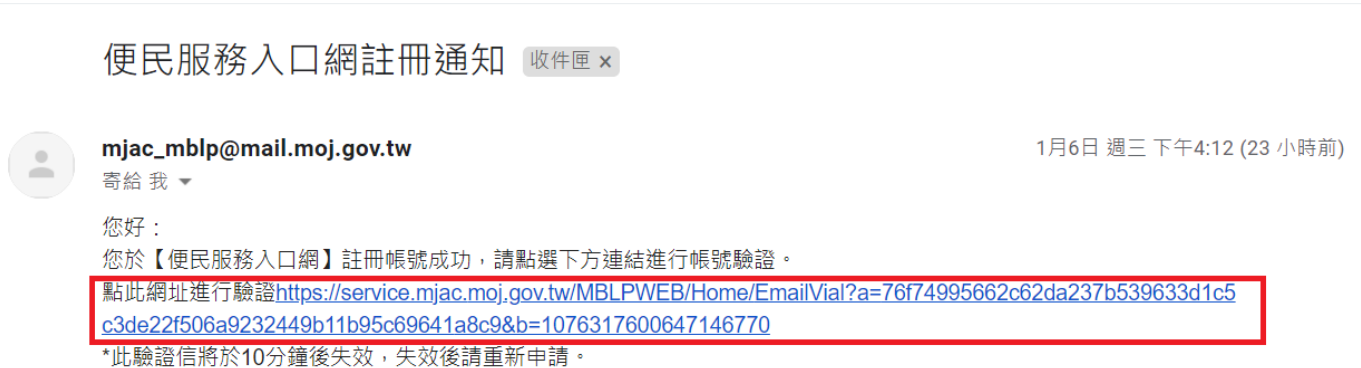 便民服務入口網註冊通知 收件匣 ×
mjac_mblp@mail.moj.gov.tw 1月6日 週三 下午4:12 (23 小時前)
寄給 我
您好：
您於【便民服務入口網】註冊帳號成功，請點選下方連結進行帳號驗證。
點此網址進行驗證https://service.mjac.moj.gov.tw/MBLPWEB/Home/EmailVial?a=76f74995662c62da237b539633d1c5
c3de22f506a9232449b11b95c69641a8c9&b=1076317600647146770
*此驗證信將於10分鐘後失效，失效後請重新申請。